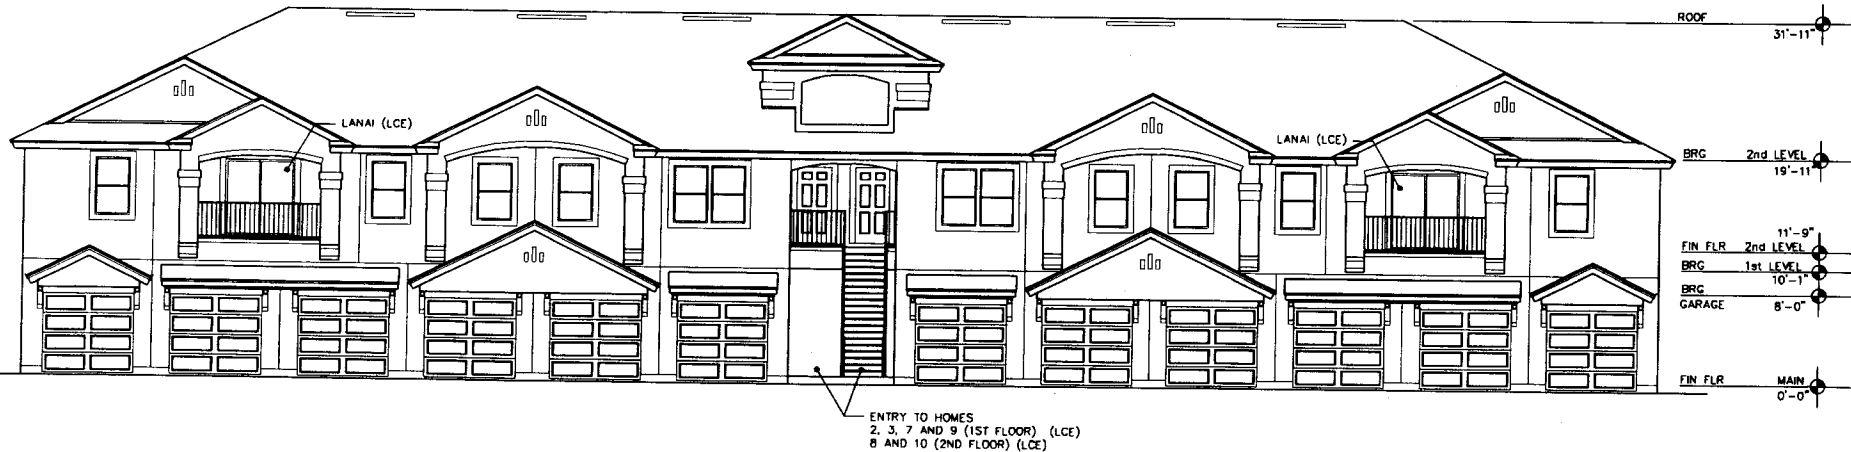 ROOF
31'-11"
LANAI (LCE)
LANAI (LCE)
BRG 2nd LEVEL
19'-11
11'-9"
FIN FLR 2nd LEVEL
BRG 1st LEVEL
10'-1"
BRG
GARAGE 8'-0"
FIN FLR MAIN
0'-0"
ENTRY TO HOMES
2, 3, 7 AND 9 (1ST FLOOR) (LCE)
8 AND 10 (2ND FLOOR) (LCE)